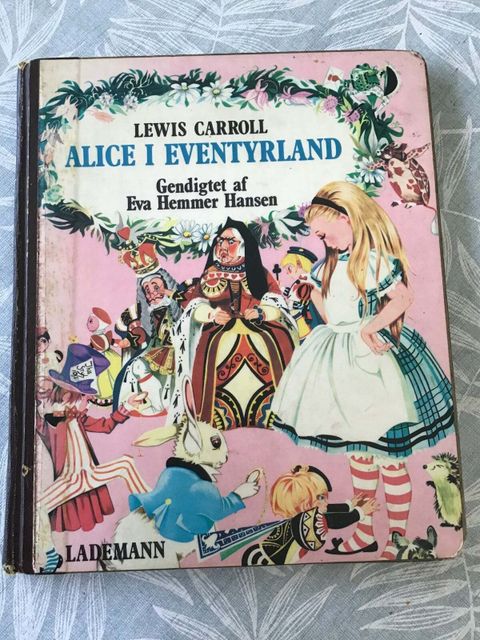 LEWIS CARROLL
ALICE I EVENTYRLAND
Gendigtet af
Eva Hemmer Hansen
LADEMANN